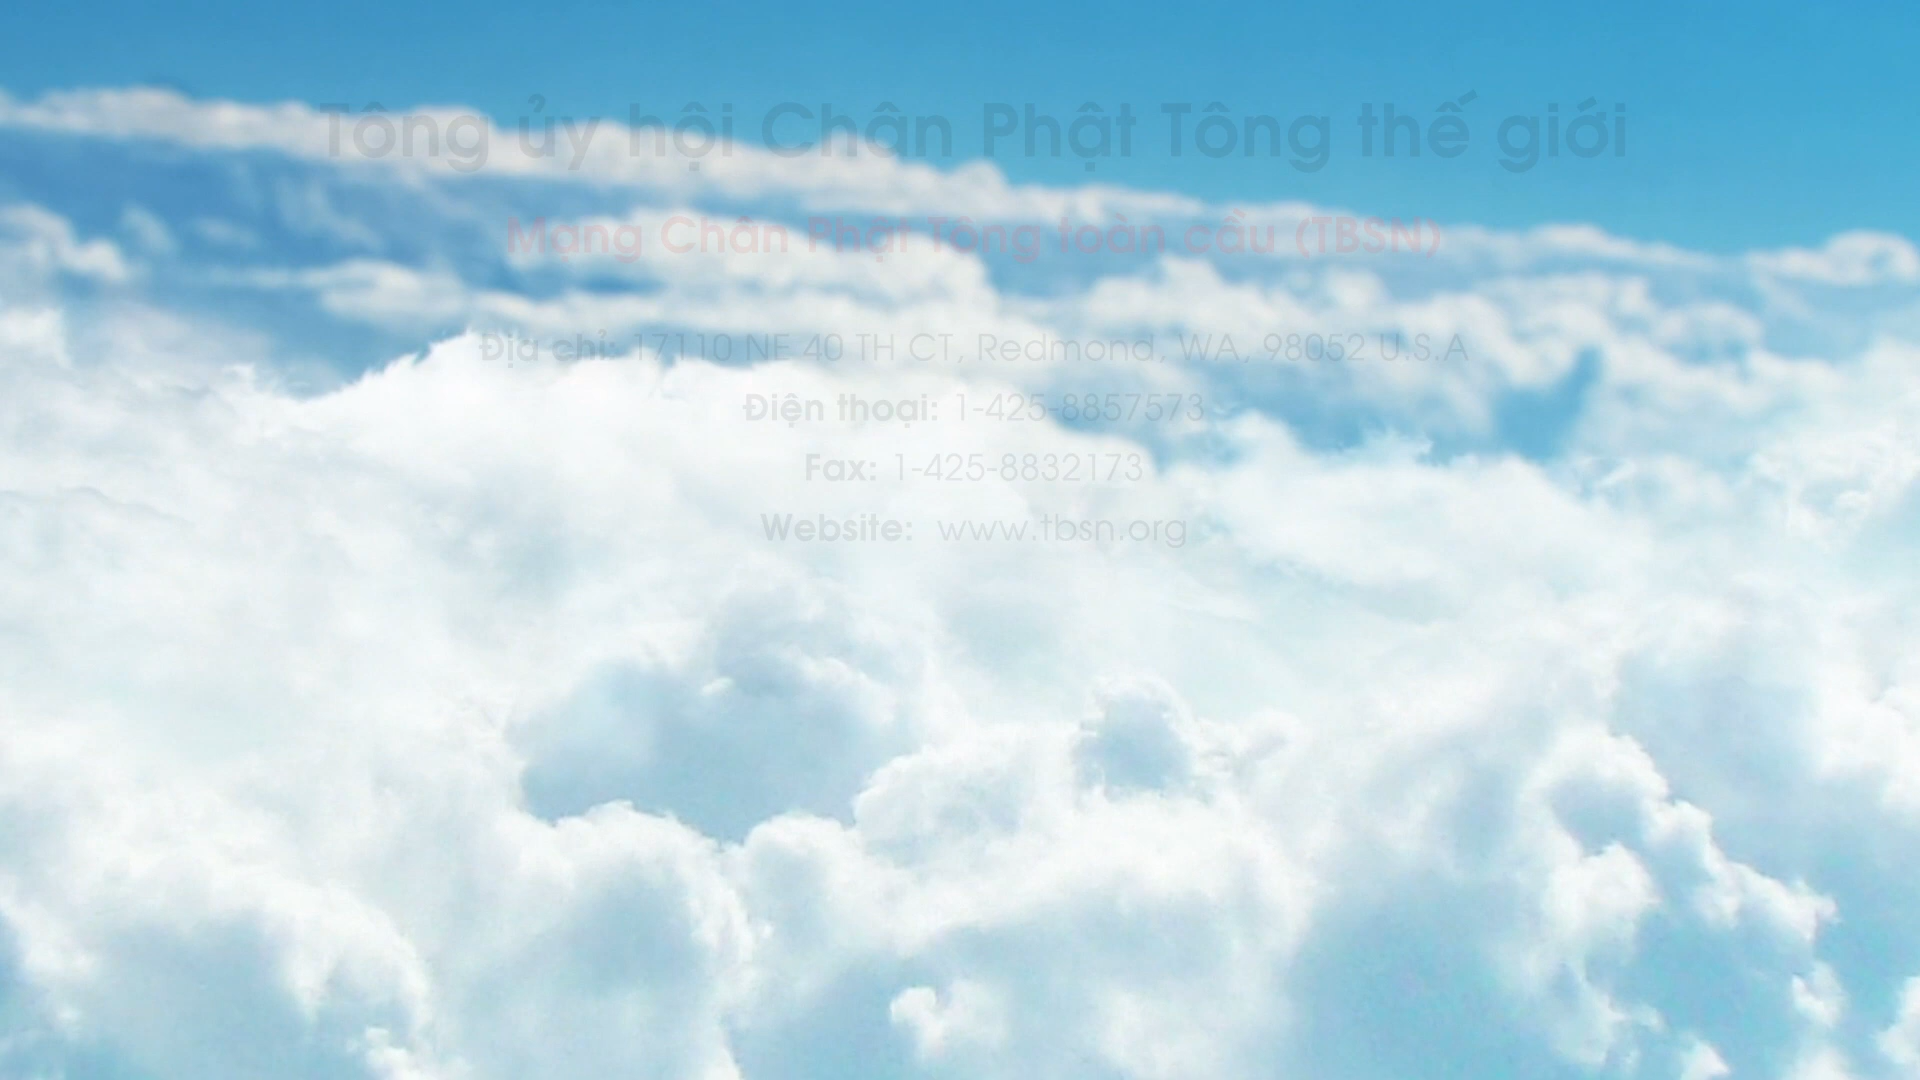 Tông ủy hội Chân Phật Tông thế giới
Mạng Chân Phật Tông toàn cầu (TBSN)
Địa chỉ: 17110 NE 40 TH CT, Redmond, WA, 98052 U.S.A
Điện thoại: 1-425-8857573
Fax: 1-425-8832173
Website: www.tbsn.org